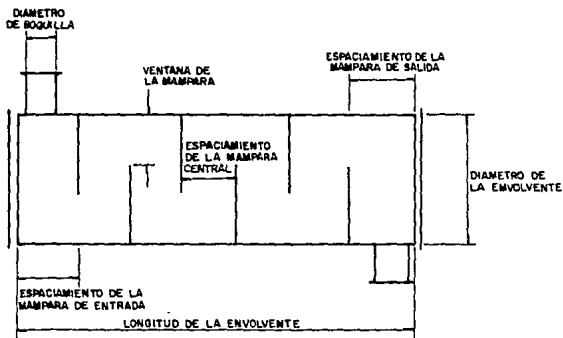 DIAMETRO
DE BOQUILLA
VENTANA DE
LA MAMPARA
ESPACIAMIENTO DE LA
MAMPARA DE SALIDA
ESPACIAMIENTO
DE LA MAMPARA
CENTRAL
DIAMETRO DE
LA EMVOLVENTE
ESPACIAMIENTO DE LA
MAMPARA DE ENTRADA
LONGITUD DE LA ENVOLVENTE